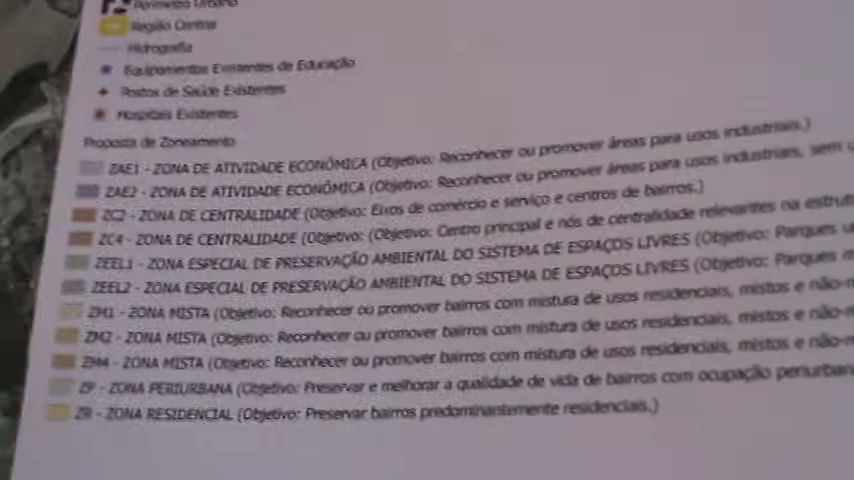 Perímetro Urbano
Região Central
Hidrografia
Equipamentos Existentes de Educação
Postos de Saúde Existentes
Hospitais Existentes
Proposta de Zoneamento
ZAE1 - ZONA DE ATIVIDADE ECONÔMICA (Objetivo: Reconhecer ou promover áreas para usos industriais.)
ZAE2 - ZONA DE ATIVIDADE ECONÔMICA (Objetivo: Reconhecer ou promover áreas para usos industriais, sem
ZC2 - ZONA DE CENTRALIDADE (Objetivo: Eixos de comércio e serviço e centros de bairros.)
ZC4 - ZONA DE CENTRALIDADE (Objetivo: (Objetivo: Centro principal e nós de centralidade relevantes na
ZEEL1 - ZONA ESPECIAL DE PRESERVAÇÃO AMBIENTAL DO SISTEMA DE ESPAÇOS LIVRES (Objetivo: Parques
ZEEL2 - ZONA ESPECIAL DE PRESERVAÇÃO AMBIENTAL DO SISTEMA DE ESPAÇOS LIVRES (Objetivo: Parques
ZM1 - ZONA MISTA (Objetivo: Reconhecer ou promover bairros com mistura de usos residenciais, mistos e
ZM2 - ZONA MISTA (Objetivo: Reconhecer ou promover bairros com mistura de usos residenciais, mistos e
ZM4 - ZONA MISTA (Objetivo: Reconhecer ou promover bairros com mistura de usos residenciais, mistos e
ZP - ZONA PERIURBANA (Objetivo: Preservar e melhorar a qualidade de vida de bairros com ocupação
ZR - ZONA RESIDENCIAL (Objetivo: Preservar bairros predominantemente residenciais.)